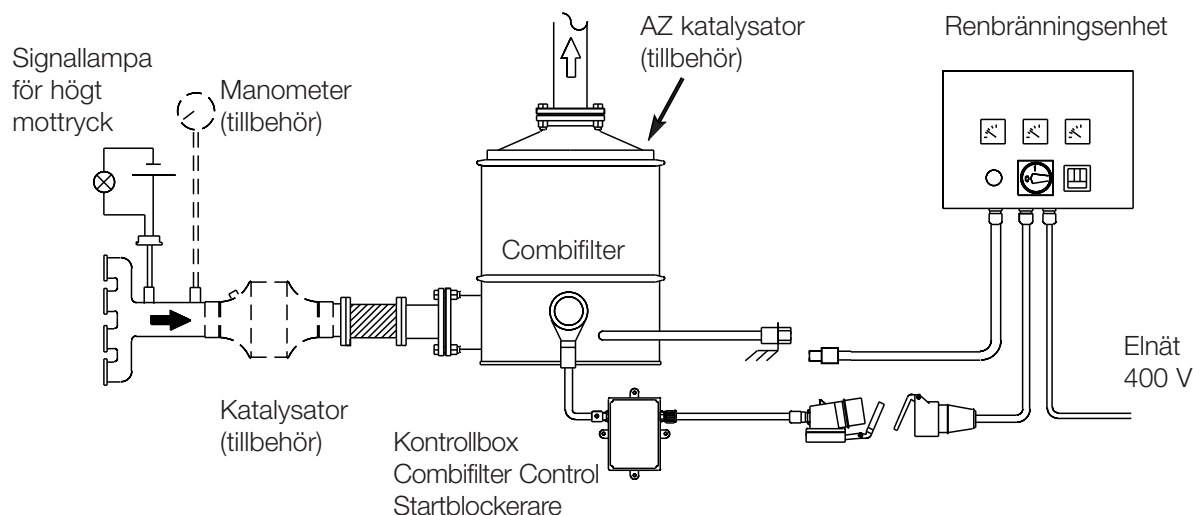 Signallampa
för högt
mottryck
Manometer
(tillbehör)
AZ katalysator
(tillbehör)
Renbränningsenhet
Combifilter
Elnät
400 V
Katalysator
(tillbehör)
Kontrollbox
Combifilter Control
Startblockerare